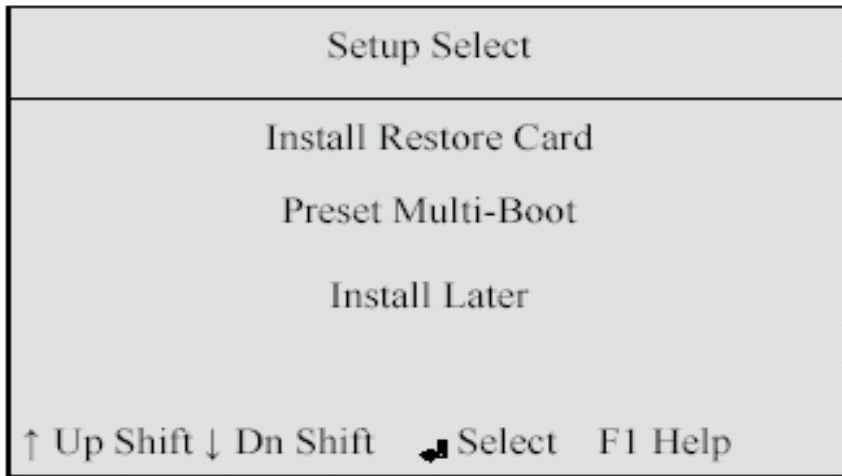 Setup Select
Install Restore Card
Preset Multi-Boot
Install Later
↑ Up Shift ↓ Dn Shift ↵ Select F1 Help